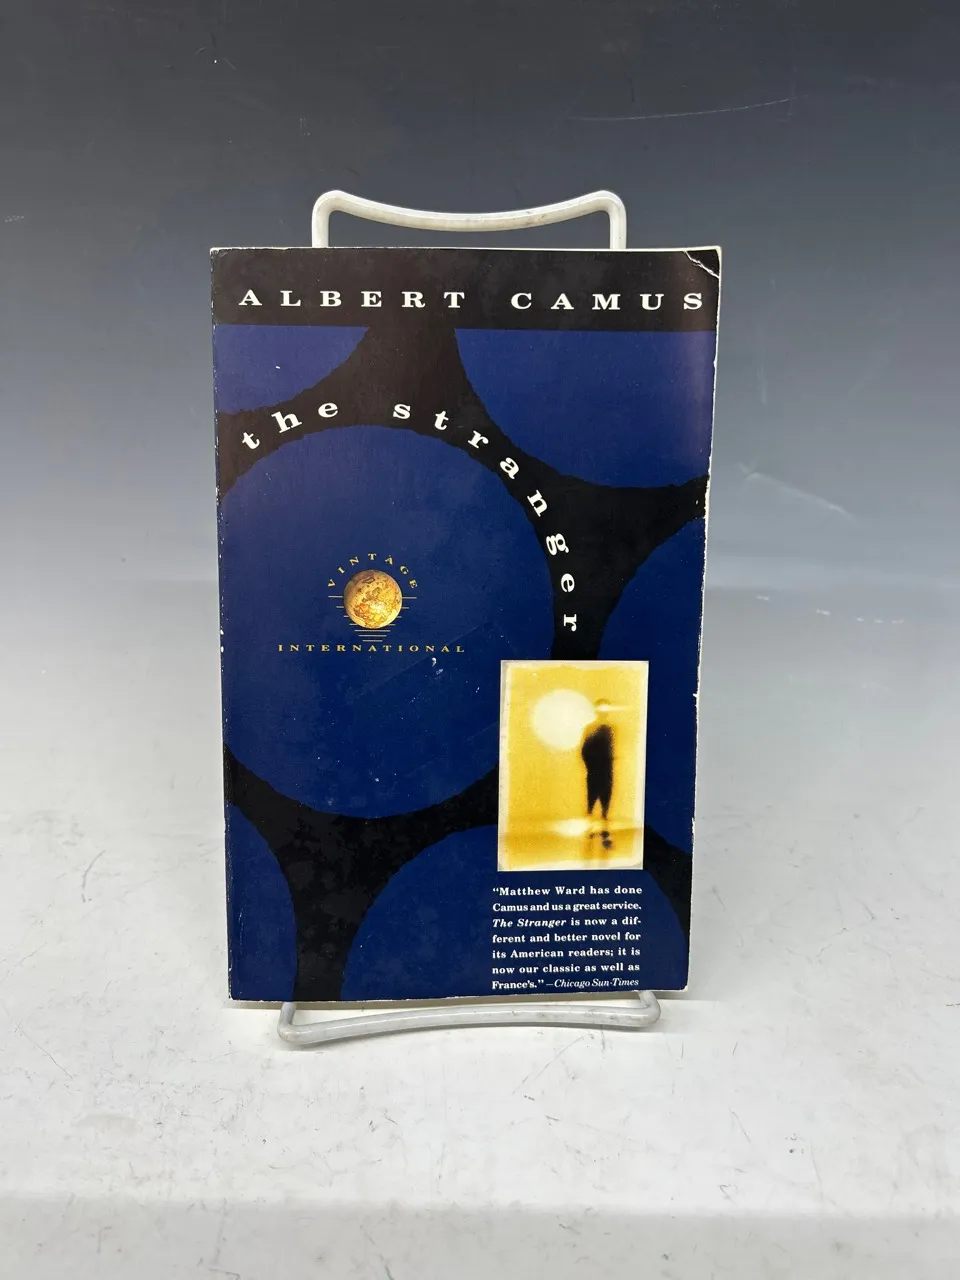 ALBERT CAMUS
the stranger
VINTAGE
INTERNATIONAL
"Matthew Ward has done
Camus and us a great service.
The Stranger is now a dif-
ferent and better novel for
its American readers; it is
now our classic as well as
France's." —Chicago Sun-Times